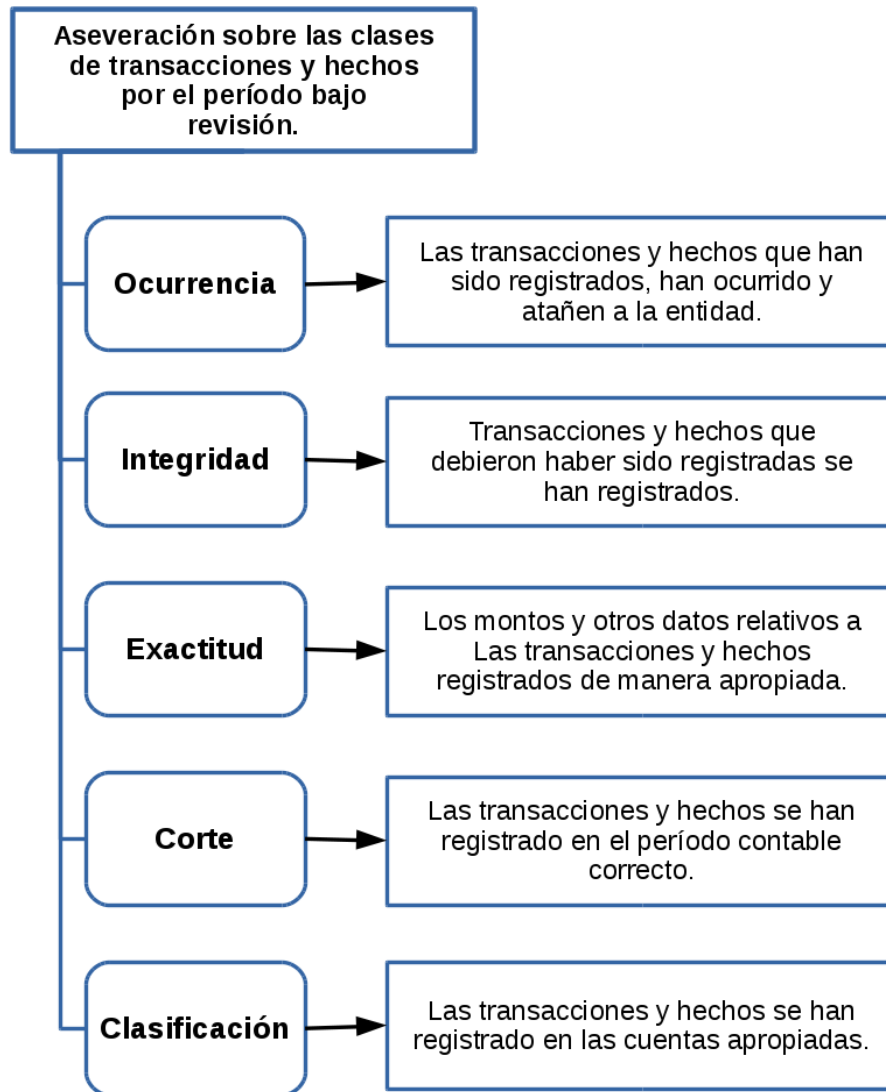 Aseveración sobre las clases
de transacciones y hechos
por el período bajo
revisión.
Ocurrencia
Las transacciones y hechos que han
sido registrados, han ocurrido y
atañen a la entidad.
Integridad
Transacciones y hechos que
debieron haber sido registradas se
han registrados.
Exactitud
Los montos y otros datos relativos a
Las transacciones y hechos
registrados de manera apropiada.
Corte
Las transacciones y hechos se han
registrado en el período contable
correcto.
Clasificación
Las transacciones y hechos se han
registrado en las cuentas apropiadas.